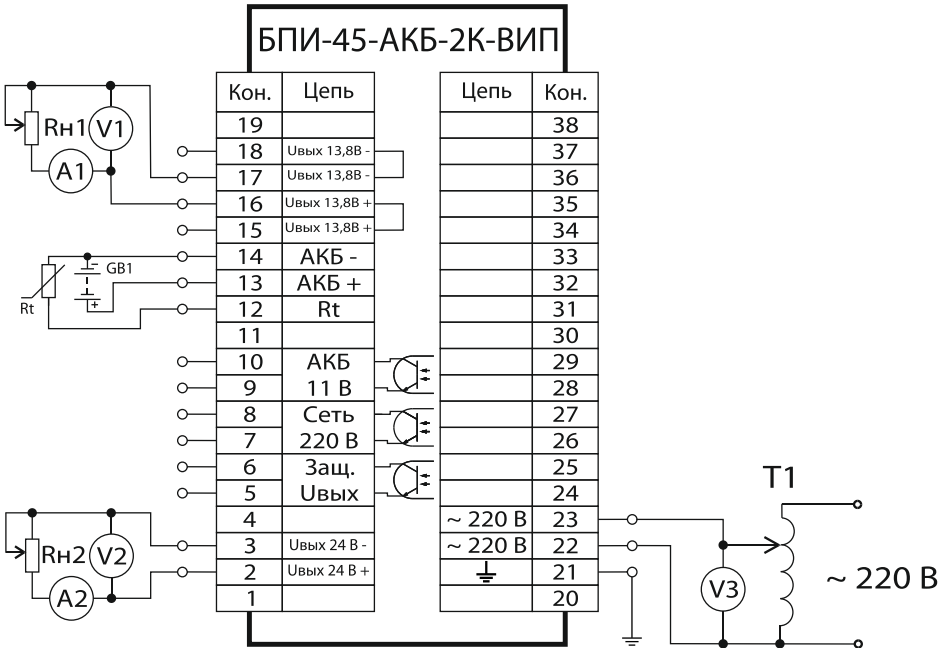 БПИ-45-АКБ-2К-ВИП
Кон. Цепь Цепь Кон.
19 38
18 Uвых 13,8В - 37
17 Uвых 13,8В - 36
16 Uвых 13,8В + 35
15 Uвых 13,8В + 34
14 АКБ - 33
13 АКБ + 32
12 Rt 31
11 30
10 АКБ 29
9 11 В 28
8 Сеть 27
7 220 В 26
6 Защ. 25
5 Uвых 24
4 ~ 220 В 23
3 Uвых 24 В - ~ 220 В 22
2 Uвых 24 В + 21
1 20
Rн1 V1
A1
GB1
− +
Rt
Rн2 V2
A2
T1
V3
~ 220 В